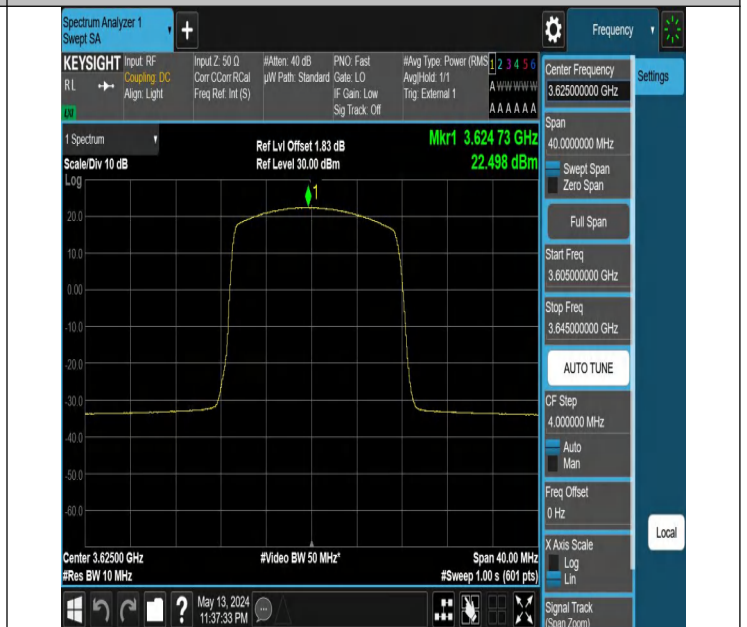 Spectrum Analyzer 1
Swept SA
Frequency
KEYSIGHT
RL
Input: RF
Coupling: DC
Align: Light
Input Z: 50 Ω
Corr CCorr RCal
Freq Ref: Int (S)
#Atten: 40 dB
µW Path: Standard
PNO: Fast
Gate: LO
IF Gain: Low
Sig Track: Off
#Avg Type: Power (RMS
Avg|Hold: 1/1
Trig: External 1
1 2 3 4 5 6
A W W W W W
A A A A A A
1 Spectrum
Scale/Div 10 dB
Ref Lvl Offset 1.83 dB
Ref Level 30.00 dBm
Mkr1 3.624 73 GHz
22.498 dBm
Log
1
20.0
10.0
0.00
-10.0
-20.0
-30.0
-40.0
-50.0
-60.0
Center 3.62500 GHz
#Res BW 10 MHz
#Video BW 50 MHz*
Span 40.00 MHz
#Sweep 1.00 s (601 pts)
?
May 13, 2024
11:37:33 PM
Center Frequency
3.625000000 GHz
Settings
Span
40.0000000 MHz
Swept Span
Zero Span
Full Span
Start Freq
3.605000000 GHz
Stop Freq
3.645000000 GHz
AUTO TUNE
CF Step
4.000000 MHz
Auto
Man
Freq Offset
0 Hz
Local
X Axis Scale
Log
Lin
Signal Track
(Span Zoom)